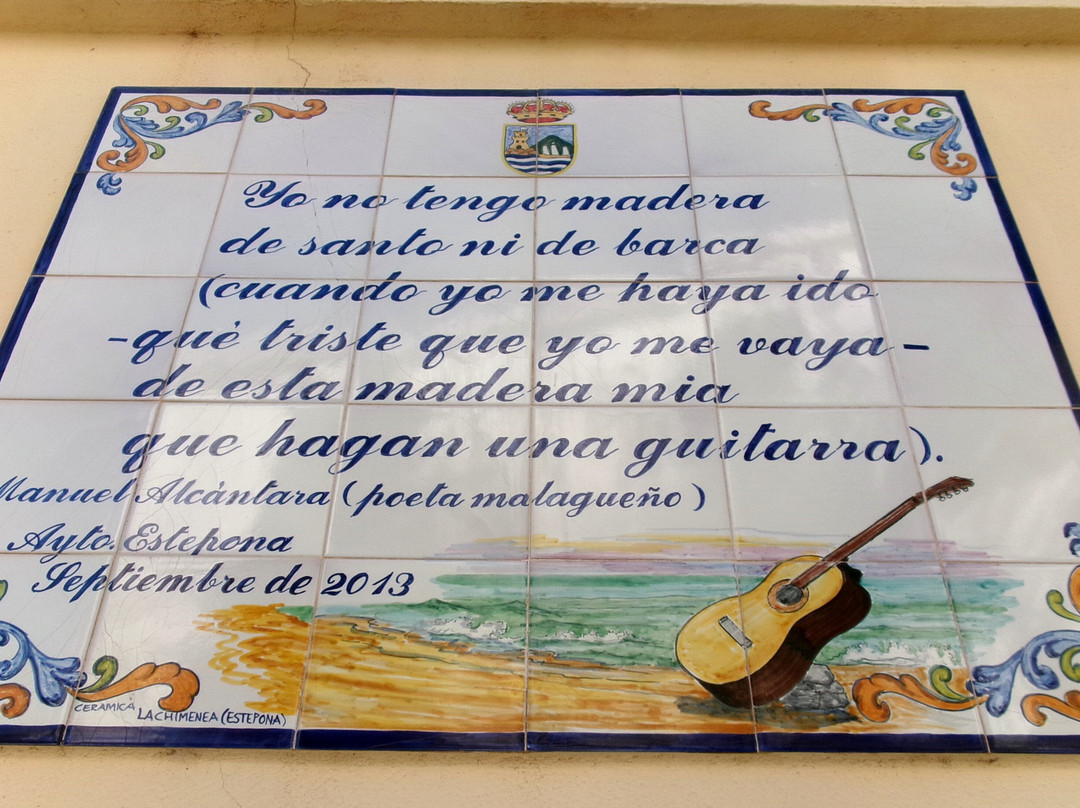 Yo no tengo madera
de santo ni de barca
(cuando yo me haya ido
-qué triste que yo me vaya-
de esta madera mia
que hagan una guitarra).
Manuel Alcántara (poeta malagueño)
Ayto. Estepona
Septiembre de 2013
CERAMICA LA CHIMENEA (ESTEPONA)